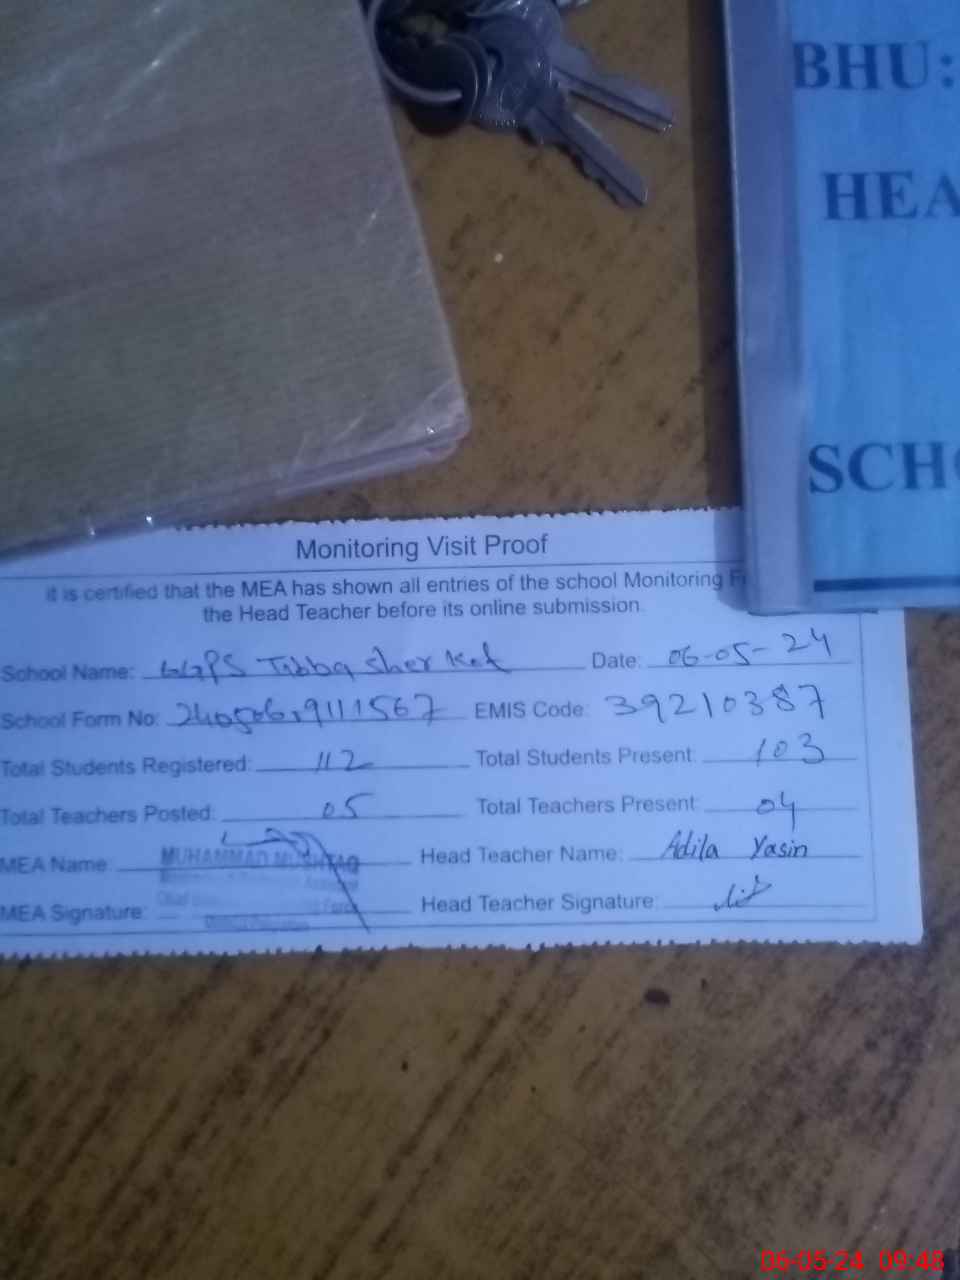 BHU:
HEA
SCHO
Monitoring Visit Proof
it is certified that the MEA has shown all entries of the school Monitoring F
the Head Teacher before its online submission.
School Name: GGPS Tibba Sher Kot Date: 06-05-24
School Form No: EMIS Code: 39210387
Total Students Registered: 112 Total Students Present: 103
Total Teachers Posted: 05 Total Teachers Present: 04
MEA Name: MUHAMMAD MUSHTAQ Head Teacher Name: Adila Yasin
MEA Signature: Head Teacher Signature:
06-05-24 09:48